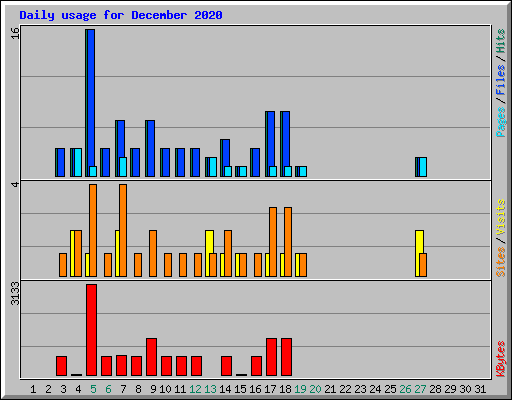 Daily usage for December 2020
16
Pages / Files / Hits
4
Sites / Visits
3133
KBytes
1 2 3 4 5 6 7 8 9 10 11 12 13 14 15 16 17 18 19 20 21 22 23 24 25 26 27 28 29 30 31